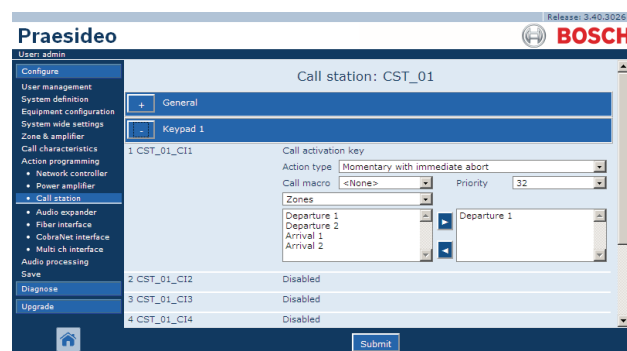 Release: 3.40.3026
Praesideo
BOSCH
User: admin
Configure
User management
System definition
Equipment configuration
System wide settings
Zone & amplifier
Call characteristics
Action programming
• Network controller
• Power amplifier
• Call station
• Audio expander
• Fiber interface
• CobraNet interface
• Multi ch interface
Audio processing
Save
Diagnose
Upgrade
Call station: CST_01
+ General
- Keypad 1
1 CST_01_CI1 Call activation key
Action type Momentary with immediate abort
Call macro <None> Priority 32
Zones
Departure 1
Departure 2
Arrival 1
Arrival 2
Departure 1
2 CST_01_CI2 Disabled
3 CST_01_CI3 Disabled
4 CST_01_CI4 Disabled
Submit